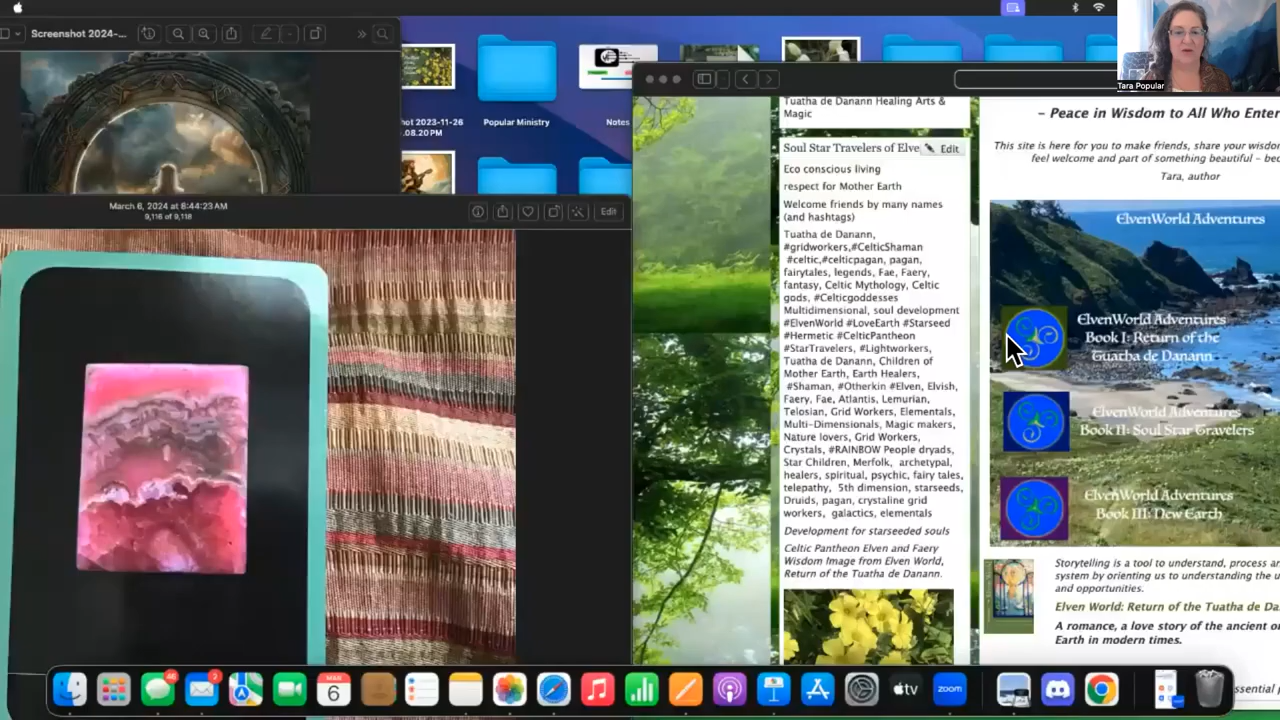 Screenshot 2024-...
Tara Popular
hot 2023-11-26
.08.20 PM
Popular Ministry
Notes
March 6, 2024 at 8:44:23 AM
9,116 of 9,118
Edit
Tuatha de Danann Healing Arts &
Magic
Soul Star Travelers of Elve
Edit
Eco conscious living
respect for Mother Earth
Welcome friends by many names
(and hashtags)
Tuatha de Danann,
#gridworkers,#CelticShaman
#celtic,#celticpagan, pagan,
fairytales, legends, Fae, Faery,
fantasy, Celtic Mythology, Celtic
gods, #Celticgoddesses
Multidimensional, soul development
#ElvenWorld #LoveEarth #Starseed
#Hermetic #CelticPantheon
#StarTravelers, #Lightworkers,
Tuatha de Danann, Children of
Mother Earth, Earth Healers,
#Shaman, #Otherkin #Elven, Elvish,
Faery, Fae, Atlantis, Lemurian,
Telosian, Grid Workers, Elementals,
Multi-Dimensionals, Magic makers,
Nature lovers, Grid Workers,
Crystals, #RAINBOW People dryads,
Star Children, Merfolk, archetypal,
healers, spiritual, psychic, fairy tales,
telepathy, 5th dimension, starseeds,
Druids, pagan, crystaline grid
workers, galactics, elementals
Development for starseeded souls
Celtic Pantheon Elven and Faery
Wisdom Image from Elven World,
Return of the Tuatha de Danann.
– Peace in Wisdom to All Who Enter
This site is here for you to make friends, share your wisdo
feel welcome and part of something beautiful – bec
Tara, author
ElvenWorld Adventures
ElvenWorld Adventures
Book I: Return of the
Tuatha de Danann
ElvenWorld Adventures
Book II: Soul Star Travelers
ElvenWorld Adventures
Book III: New Earth
Storytelling is a tool to understand, process an
system by orienting us to understanding the u
and opportunities.
Elven World: Return of the Tuatha de Da
A romance, a love story of the ancient o
Earth in modern times.
ssential p
46
MAR
6
tv
zoom